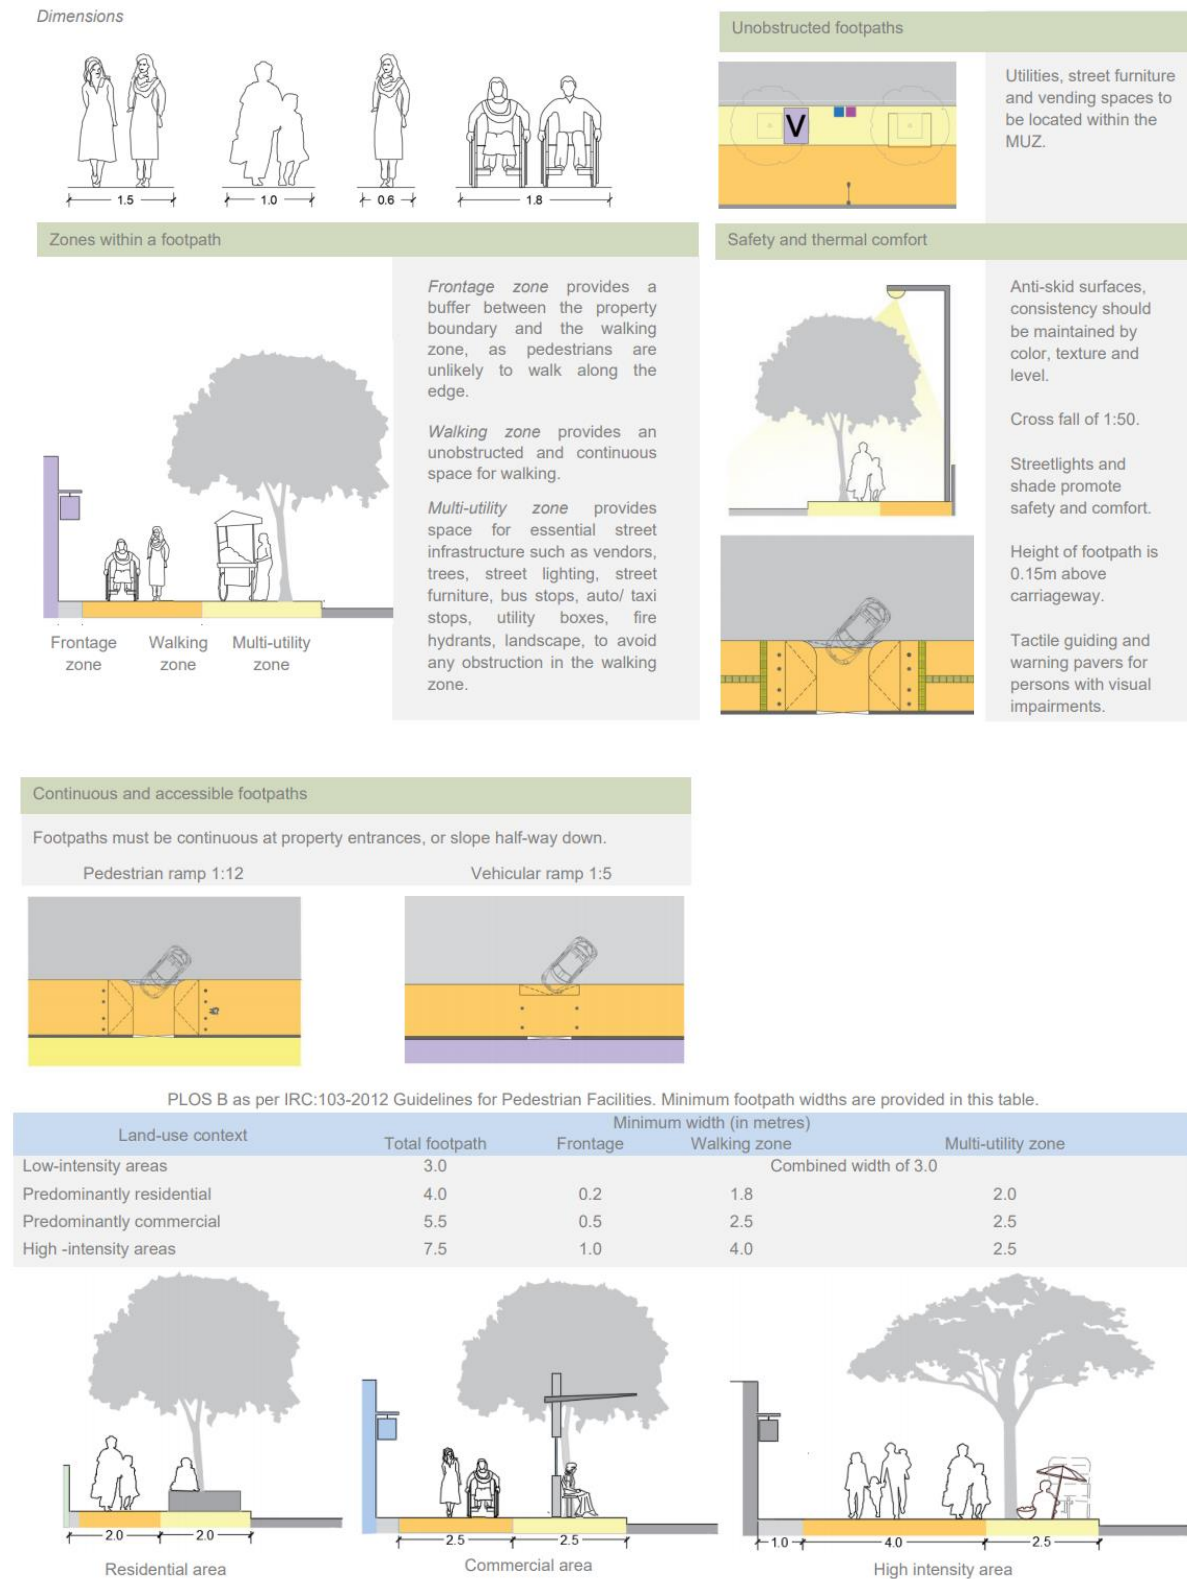 Dimensions
1.5
1.0
0.6
1.8
Unobstructed footpaths
V
Utilities, street furniture
and vending spaces to
be located within the
MUZ.
Zones within a footpath
Frontage zone provides a
buffer between the property
boundary and the walking
zone, as pedestrians are
unlikely to walk along the
edge.
Walking zone provides an
unobstructed and continuous
space for walking.
Multi-utility zone provides
space for essential street
infrastructure such as vendors,
trees, street lighting, street
furniture, bus stops, auto/ taxi
stops, utility boxes, fire
hydrants, landscape, to avoid
any obstruction in the walking
zone.
Frontage
zone
Walking
zone
Multi-utility
zone
Safety and thermal comfort
Anti-skid surfaces,
consistency should
be maintained by
color, texture and
level.
Cross fall of 1:50.
Streetlights and
shade promote
safety and comfort.
Height of footpath is
0.15m above
carriageway.
Tactile guiding and
warning pavers for
persons with visual
impairments.
Continuous and accessible footpaths
Footpaths must be continuous at property entrances, or slope half-way down.
Pedestrian ramp 1:12
Vehicular ramp 1:5
PLOS B as per IRC:103-2012 Guidelines for Pedestrian Facilities. Minimum footpath widths are provided in this table.
Land-use context
Minimum width (in metres)
Total footpath Frontage Walking zone Multi-utility zone
Low-intensity areas 3.0 Combined width of 3.0
Predominantly residential 4.0 0.2 1.8 2.0
Predominantly commercial 5.5 0.5 2.5 2.5
High -intensity areas 7.5 1.0 4.0 2.5
2.0
2.0
Residential area
2.5
2.5
Commercial area
1.0
4.0
2.5
High intensity area